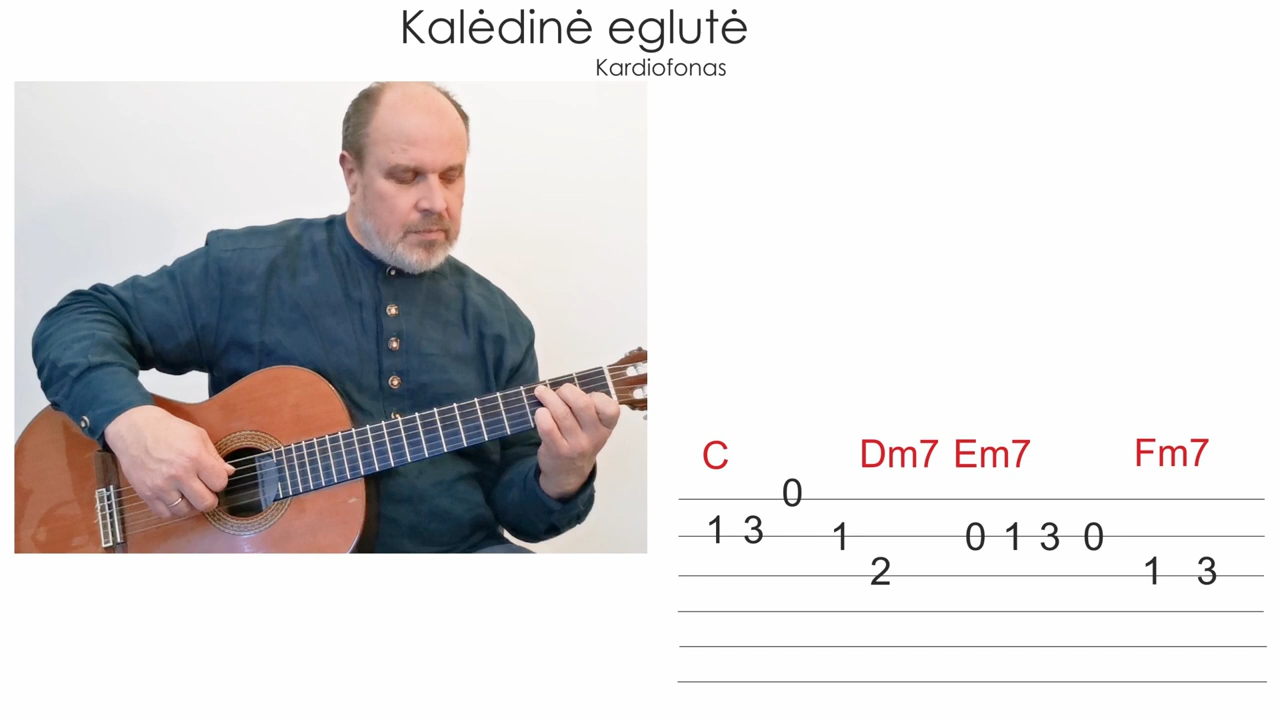 Kalėdinė eglutė
Kardiofonas
C Dm7 Em7 Fm7
0
1 3 1 0 1 3 0
2 1 3